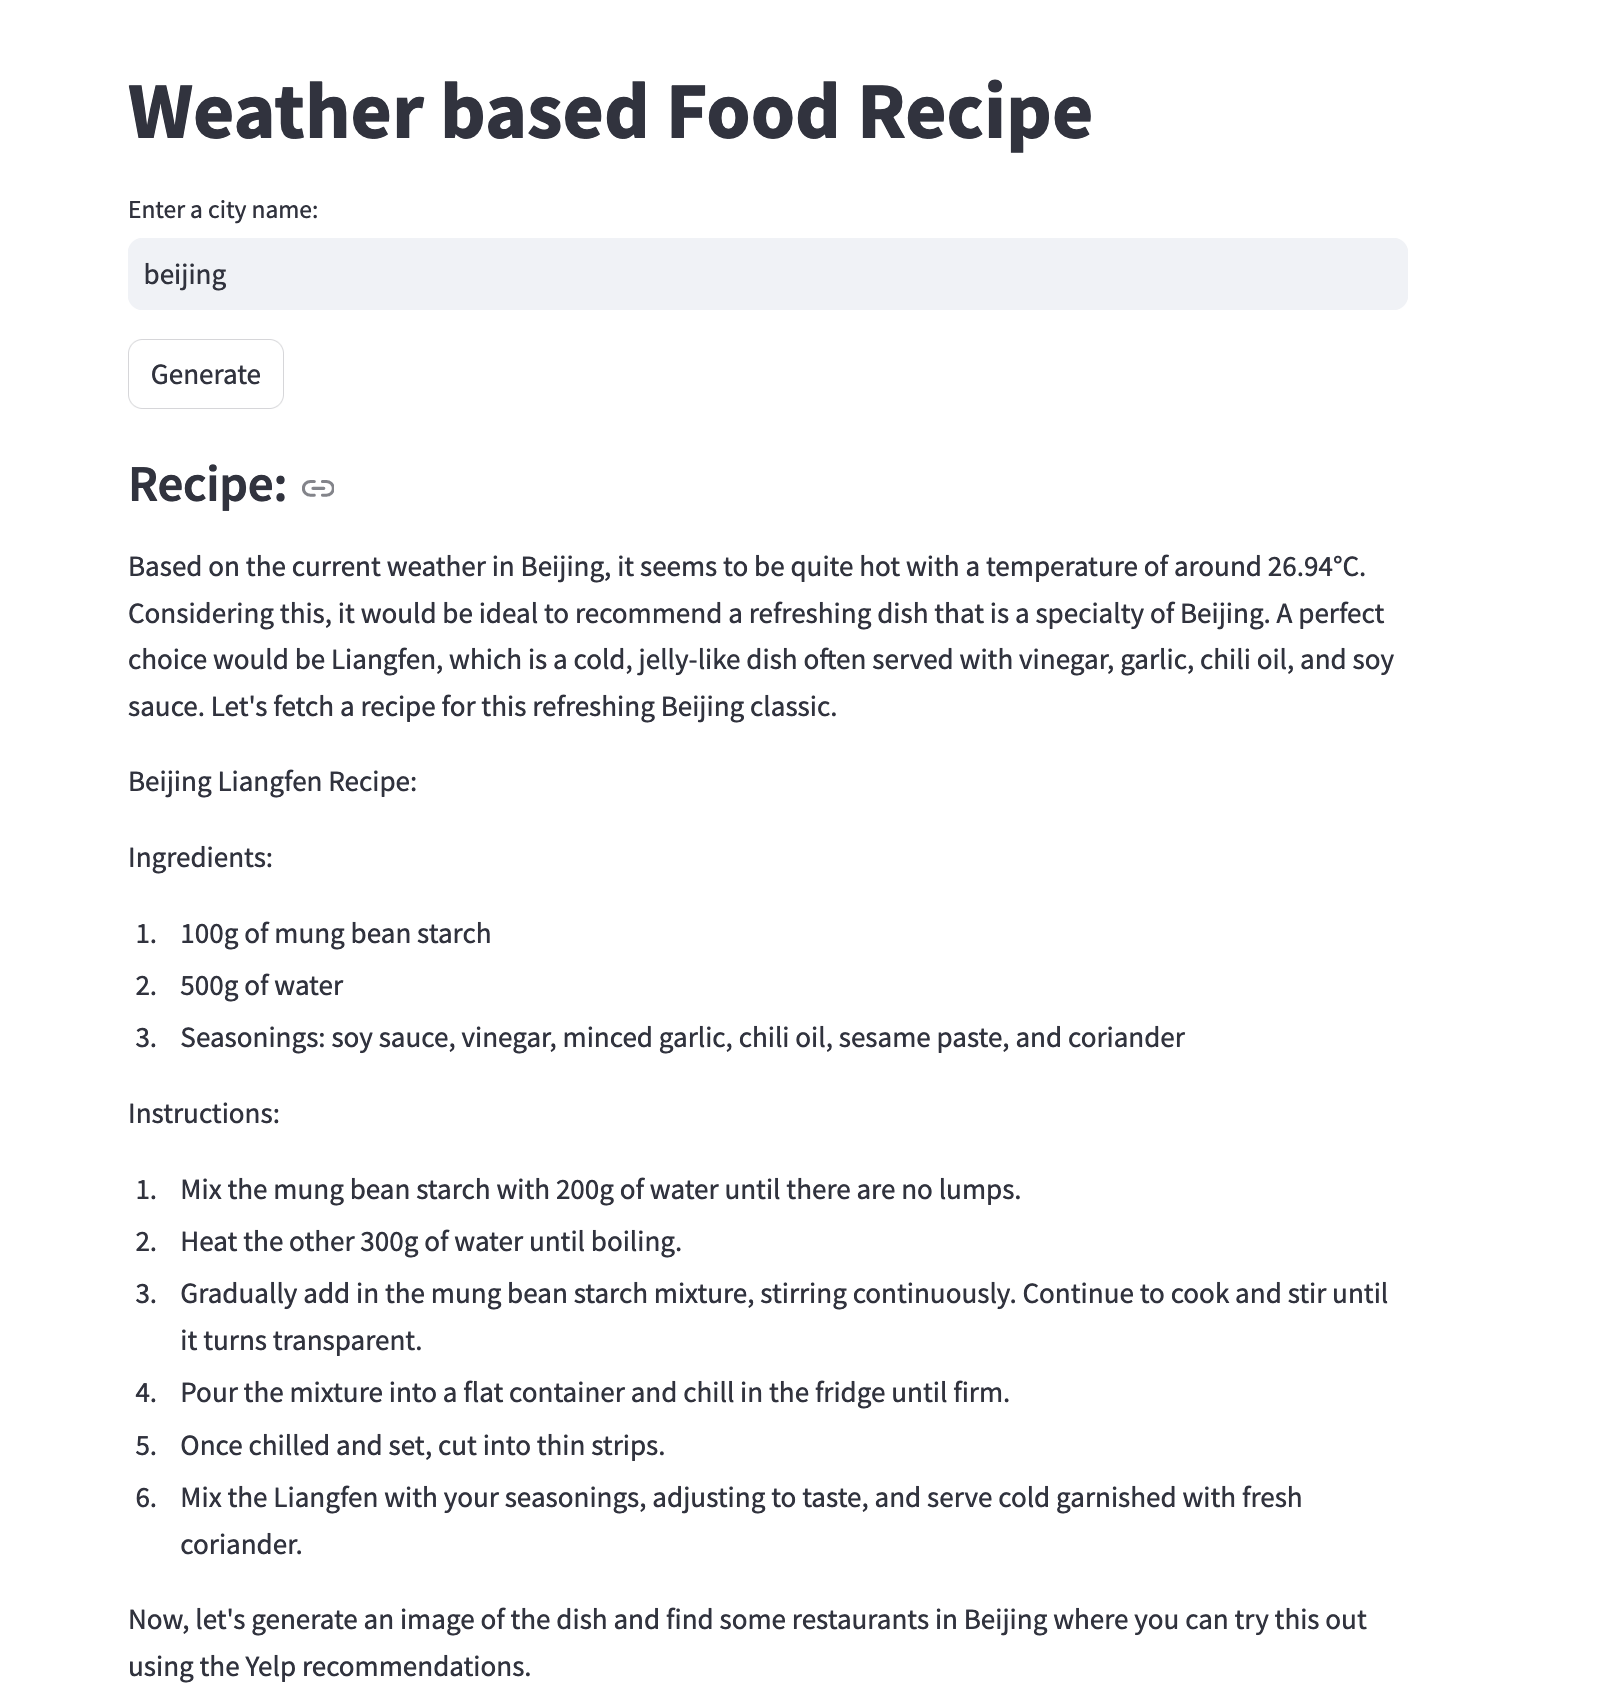 Weather based Food Recipe
Enter a city name:
beijing
Generate
Recipe:
Based on the current weather in Beijing, it seems to be quite hot with a temperature of around 26.94°C.
Considering this, it would be ideal to recommend a refreshing dish that is a specialty of Beijing. A perfect
choice would be Liangfen, which is a cold, jelly-like dish often served with vinegar, garlic, chili oil, and soy
sauce. Let's fetch a recipe for this refreshing Beijing classic.
Beijing Liangfen Recipe:
Ingredients:
1. 100g of mung bean starch
2. 500g of water
3. Seasonings: soy sauce, vinegar, minced garlic, chili oil, sesame paste, and coriander
Instructions:
1. Mix the mung bean starch with 200g of water until there are no lumps.
2. Heat the other 300g of water until boiling.
3. Gradually add in the mung bean starch mixture, stirring continuously. Continue to cook and stir until
it turns transparent.
4. Pour the mixture into a flat container and chill in the fridge until firm.
5. Once chilled and set, cut into thin strips.
6. Mix the Liangfen with your seasonings, adjusting to taste, and serve cold garnished with fresh
coriander.
Now, let's generate an image of the dish and find some restaurants in Beijing where you can try this out
using the Yelp recommendations.